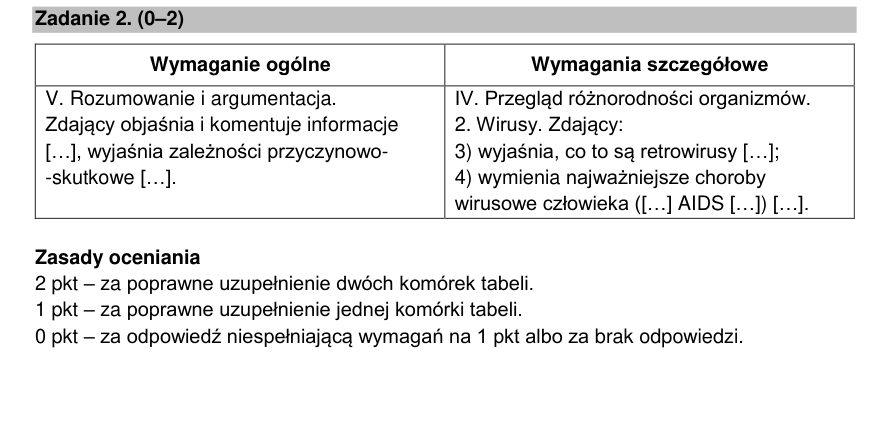 Zadanie 2. (0–2)
Wymaganie ogólne
Wymagania szczegółowe
V. Rozumowanie i argumentacja.
Zdający objaśnia i komentuje informacje
[…], wyjaśnia zależności przyczynowo-
-skutkowe […].
IV. Przegląd różnorodności organizmów.
2. Wirusy. Zdający:
3) wyjaśnia, co to są retrowirusy […];
4) wymienia najważniejsze choroby
wirusowe człowieka ([…] AIDS […]) […].
Zasady oceniania
2 pkt – za poprawne uzupełnienie dwóch komórek tabeli.
1 pkt – za poprawne uzupełnienie jednej komórki tabeli.
0 pkt – za odpowiedź niespełniającą wymagań na 1 pkt albo za brak odpowiedzi.